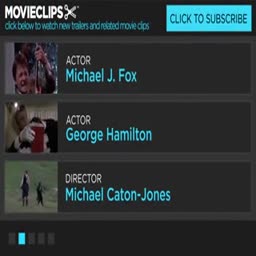 MOVIECLIPS
click below to watch new trailers and related movie clips
CLICK TO SUBSCRIBE
ACTOR
Michael J. Fox
ACTOR
George Hamilton
DIRECTOR
Michael Caton-Jones